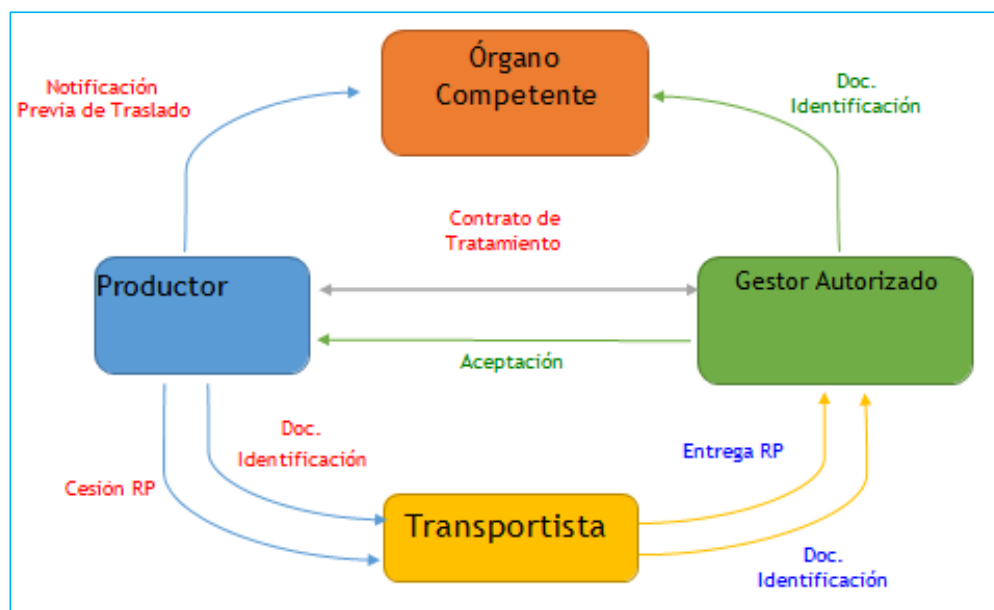 Órgano
Competente
Notificación
Previa de Traslado
Doc.
Identificación
Contrato de
Tratamiento
Productor
Gestor Autorizado
Aceptación
Doc.
Identificación
Cesión RP
Entrega RP
Transportista
Doc.
Identificación